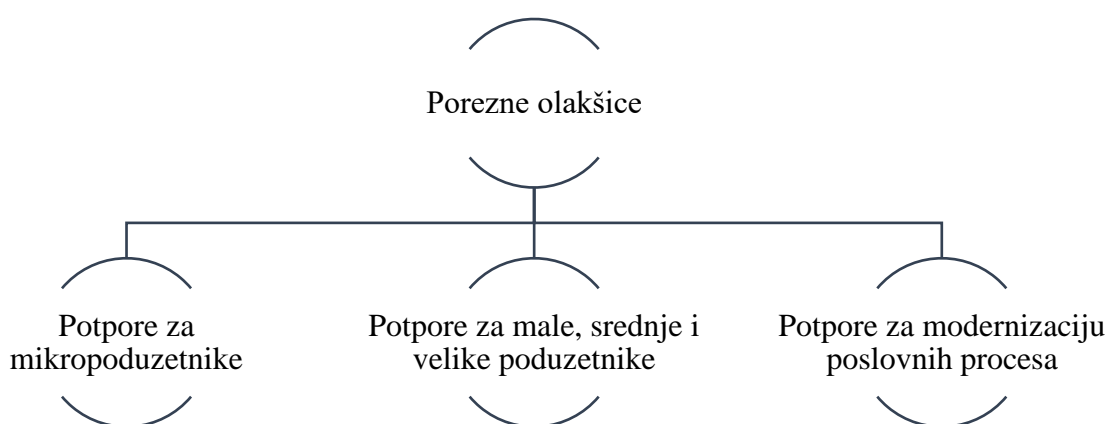 Porezne olakšice
Potpore za
mikropoduzetnike
Potpore za male, srednje i
velike poduzetnike
Potpore za modernizaciju
poslovnih procesa